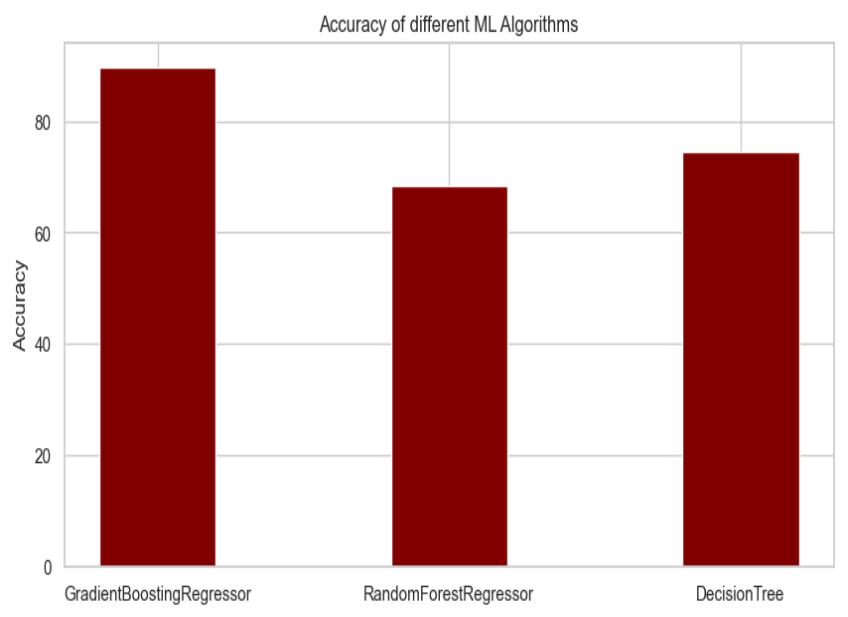 Accuracy of different ML Algorithms
Accuracy
80
60
40
20
0
GradientBoostingRegressor RandomForestRegressor DecisionTree